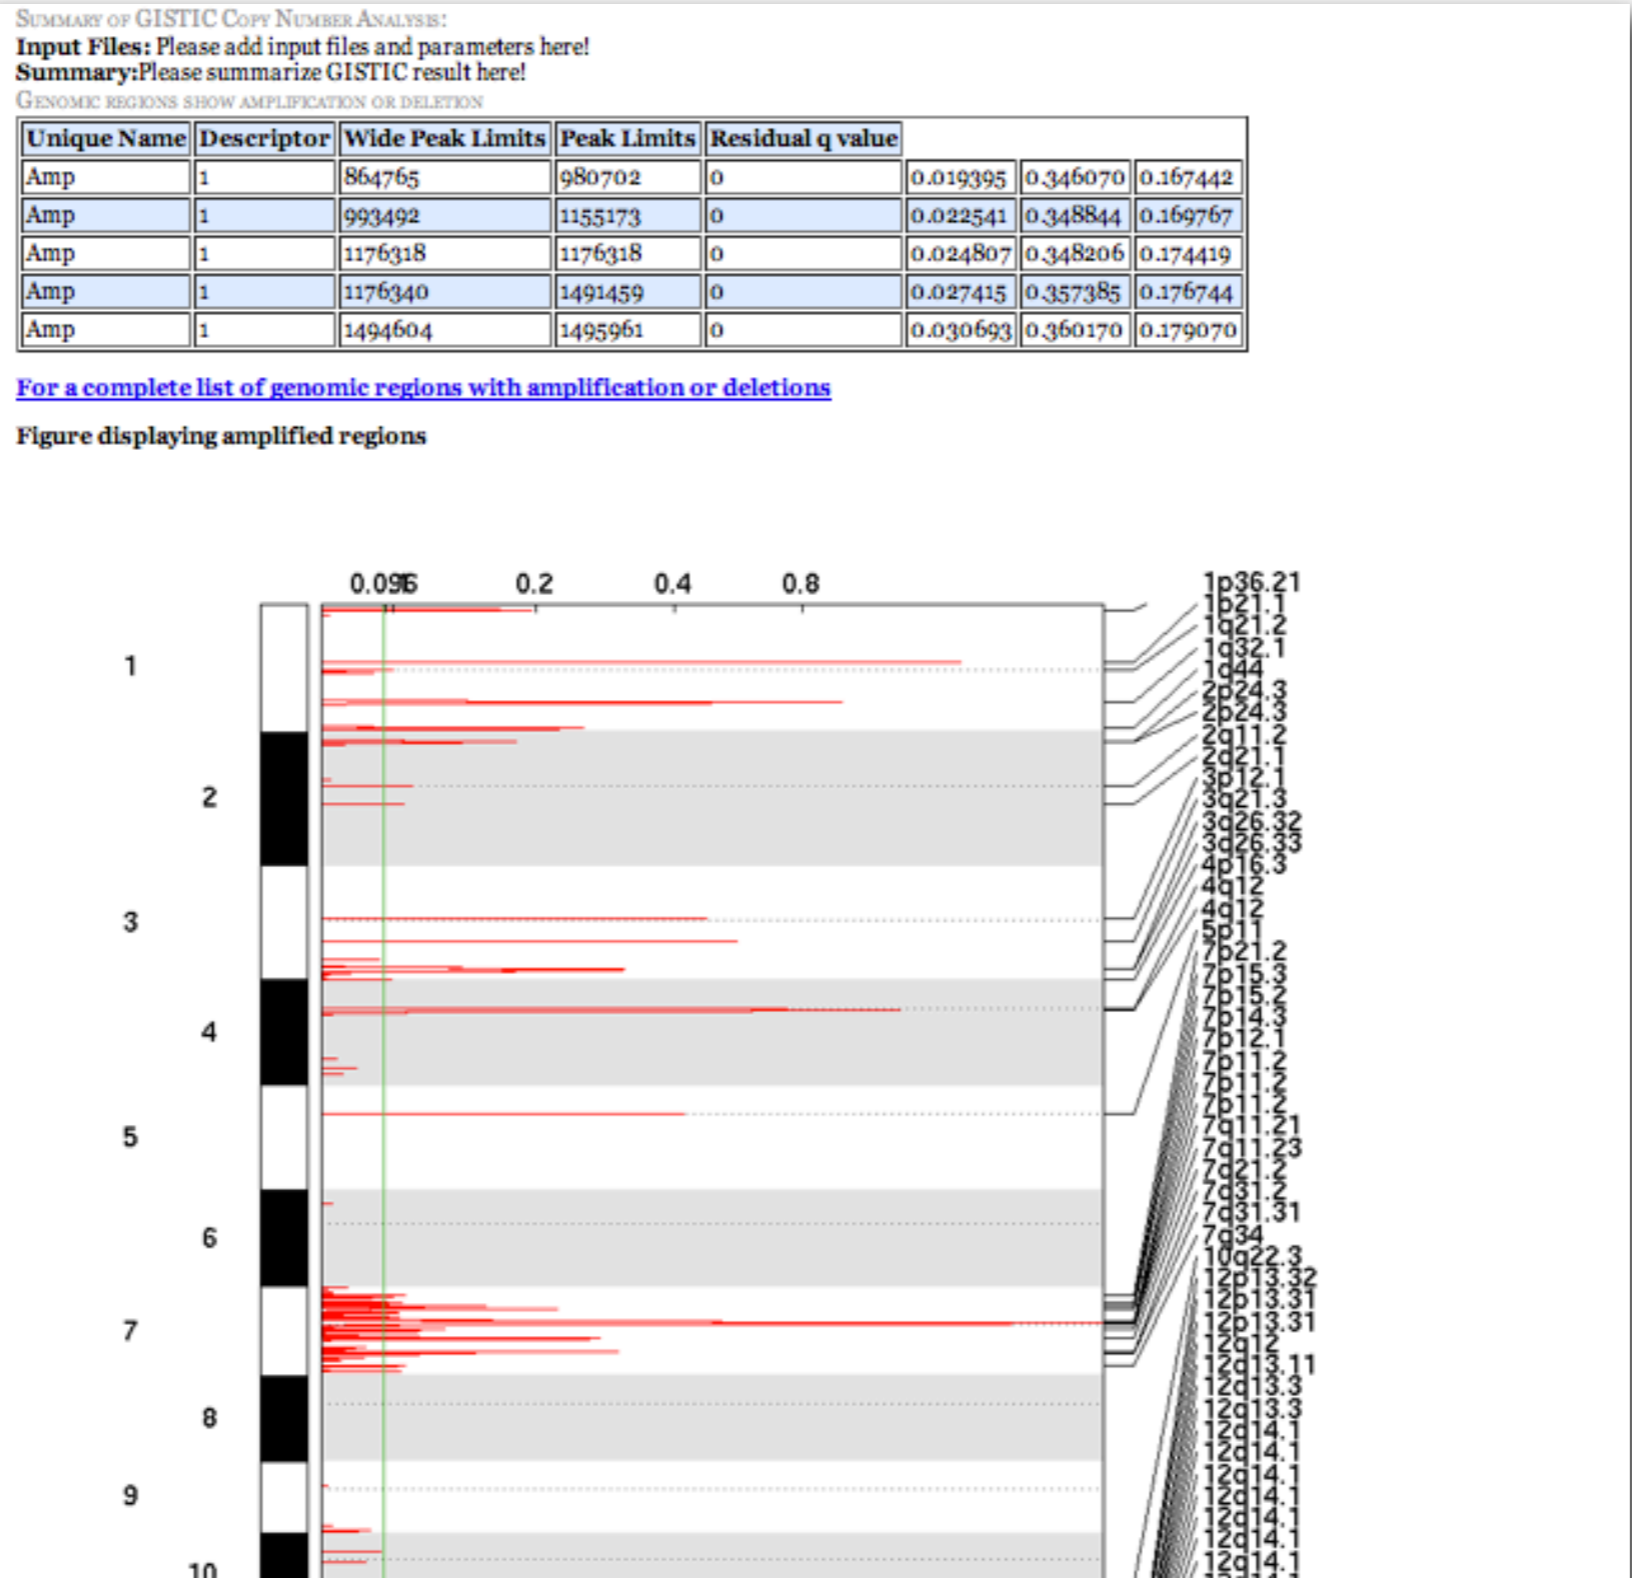 Summary of GISTIC Copy Number Analysis:
Input Files: Please add input files and parameters here!
Summary:Please summarize GISTIC result here!
Genomic regions show amplification or deletion
Unique Name Descriptor Wide Peak Limits Peak Limits Residual q value
Amp 1 864765 980702 0 0.019395 0.346070 0.167442
Amp 1 993492 1155173 0 0.022541 0.348844 0.169767
Amp 1 1176318 1176318 0 0.024807 0.348206 0.174419
Amp 1 1176340 1491459 0 0.027415 0.357385 0.176744
Amp 1 1494604 1495961 0 0.030693 0.360170 0.179070
For a complete list of genomic regions with amplification or deletions
Figure displaying amplified regions
0.2 0.4 0.8
1
2
3
4
5
6
7
8
9
10
1p36.21
1p21.1
1q21.2
1q32.1
1q44
2p24.3
2p24.3
2q11.2
2q21.1
3p12.1
3q21.3
3q26.32
3q26.33
4p16.3
4q12
4q12
5p11
7p21.2
7p15.3
7p15.2
7p14.3
7p12.1
7p11.2
7p11.2
7p11.2
7q11.21
7q11.23
7q21.2
7q31.2
7q31.31
7q34
10q22.3
12p13.32
12p13.31
12p13.31
12q12
12q13.11
12q13.3
12q13.3
12q14.1
12q14.1
12q14.1
12q14.1
12q14.1
12q14.1
12q14.1